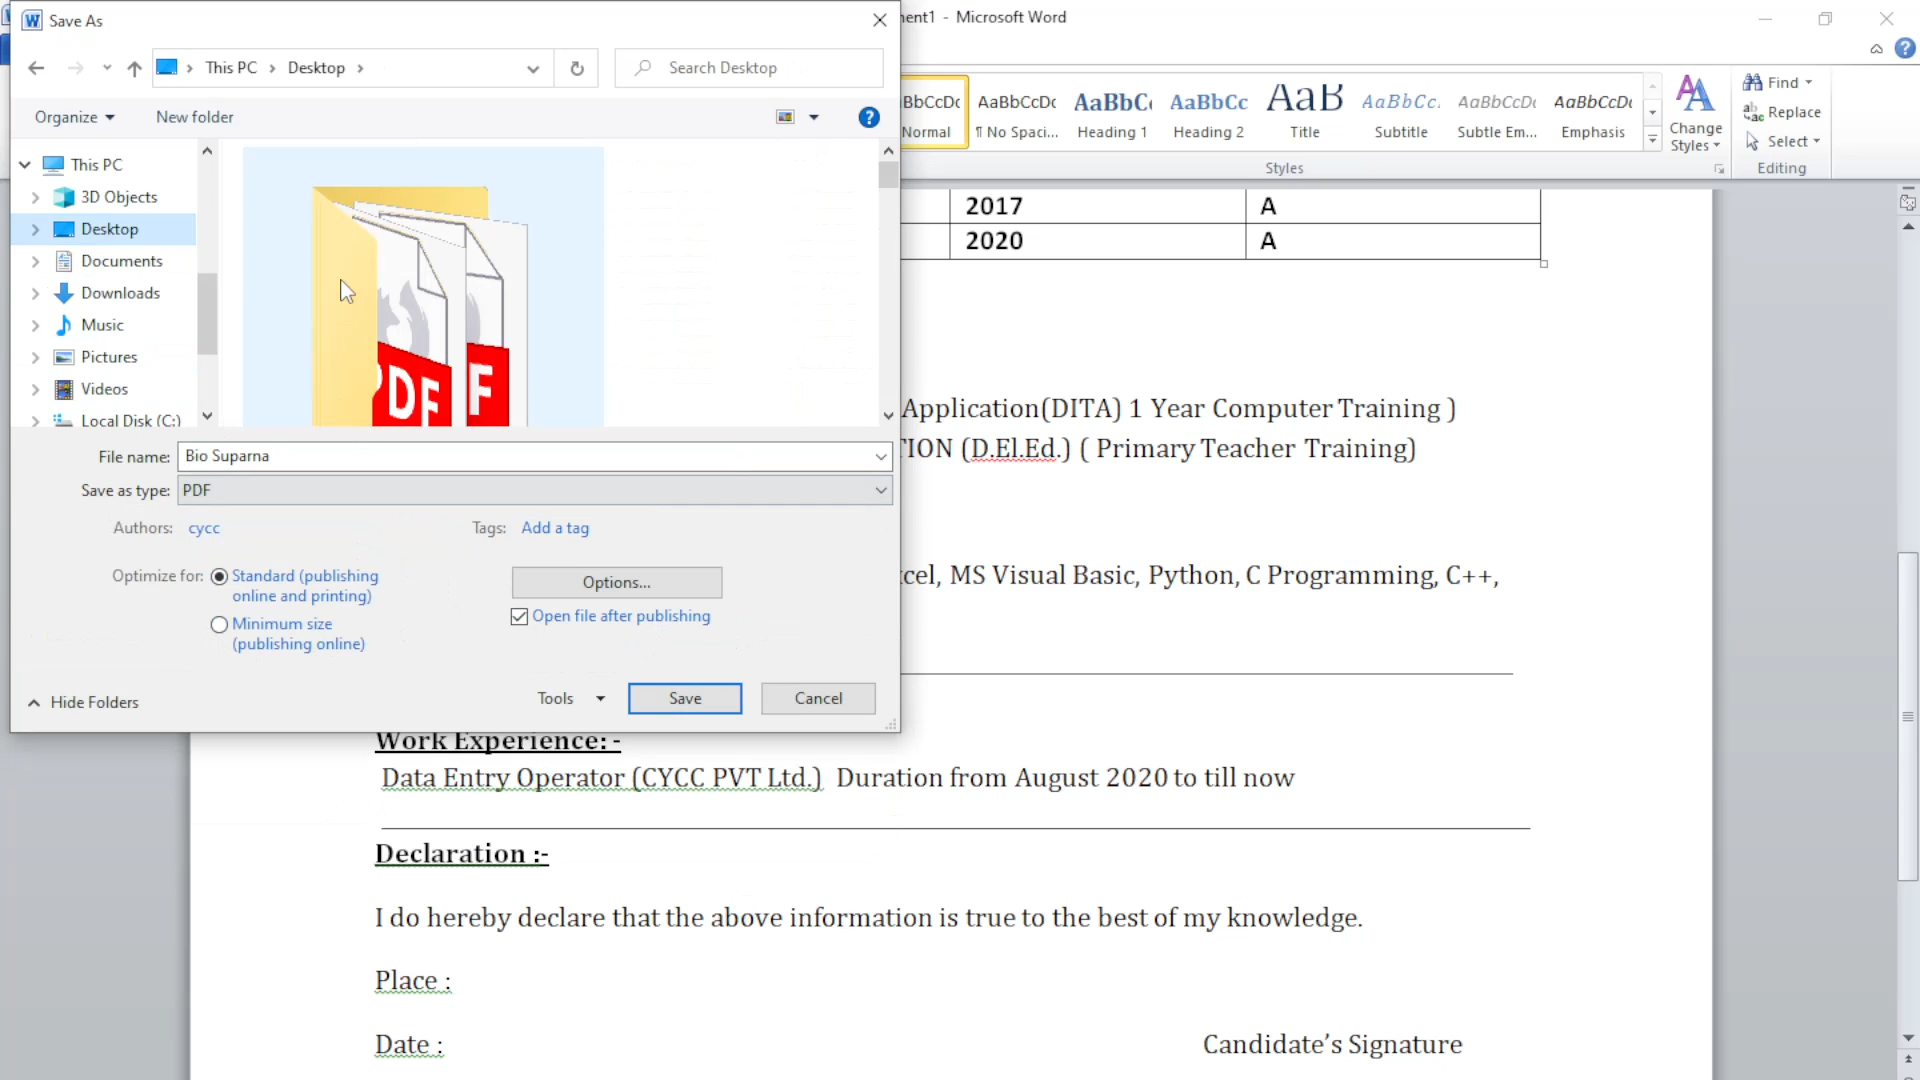 Save As
ment1 - Microsoft Word
This PC
Desktop
Search Desktop
Organize
New folder
This PC
3D Objects
Desktop
Documents
Downloads
Music
Pictures
Videos
Local Disk (C:)
PDF
F
File name: Bio Suparna
Save as type: PDF
Authors: cycc
Tags: Add a tag
Optimize for: Standard (publishing
online and printing)
Minimum size
(publishing online)
Options...
Open file after publishing
Hide Folders
Tools
Save
Cancel
BbCcDc AaBbCcDc AaBbC AaBbCc AaB AaBbCc. AaBbCcDc AaBbCcDc
Normal ¶ No Spaci... Heading 1 Heading 2 Title Subtitle Subtle Em... Emphasis
Change
Styles
Styles
Find
Replace
Select
Editing
2017 A
2020 A
Application(DITA) 1 Year Computer Training )
TION (D.El.Ed.) ( Primary Teacher Training)
xcel, MS Visual Basic, Python, C Programming, C++,
Work Experience: -
Data Entry Operator (CYCC PVT Ltd.) Duration from August 2020 to till now
Declaration :-
I do hereby declare that the above information is true to the best of my knowledge.
Place :
Date :
Candidate’s Signature